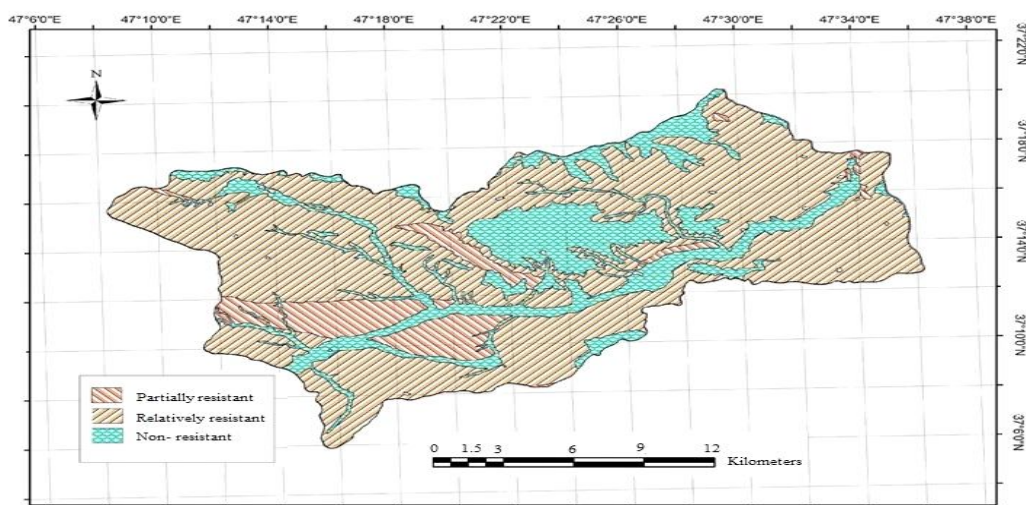 47°6'0"E 47°10'0"E 47°14'0"E 47°18'0"E 47°22'0"E 47°26'0"E 47°30'0"E 47°34'0"E 47°38'0"E
37°22'0"N
N
37°18'0"N
37°14'0"N
37°10'0"N
Partially resistant
Relatively resistant
Non- resistant
37°6'0"N
0 1.5 3 6 9 12
Kilometers